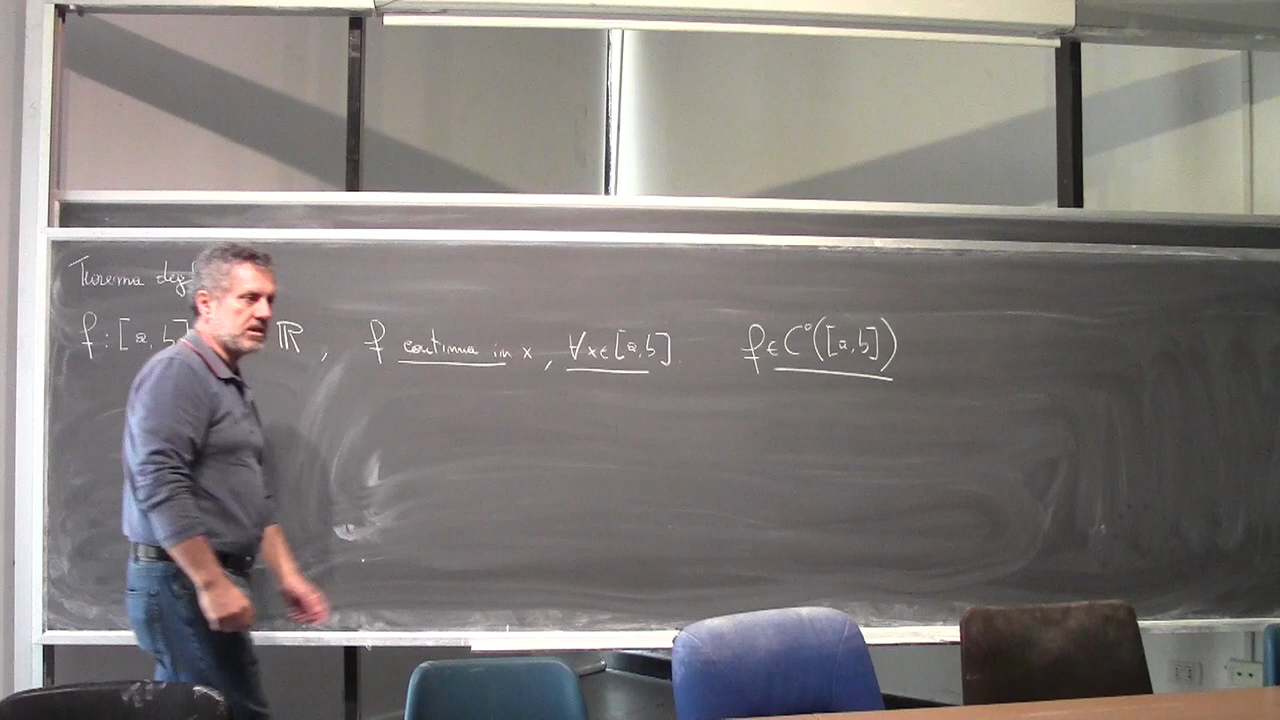 Teorema deg
f : [a, b] ℝ , f continua in x , ∀x∈[a,b]. f∈C°([a,b])